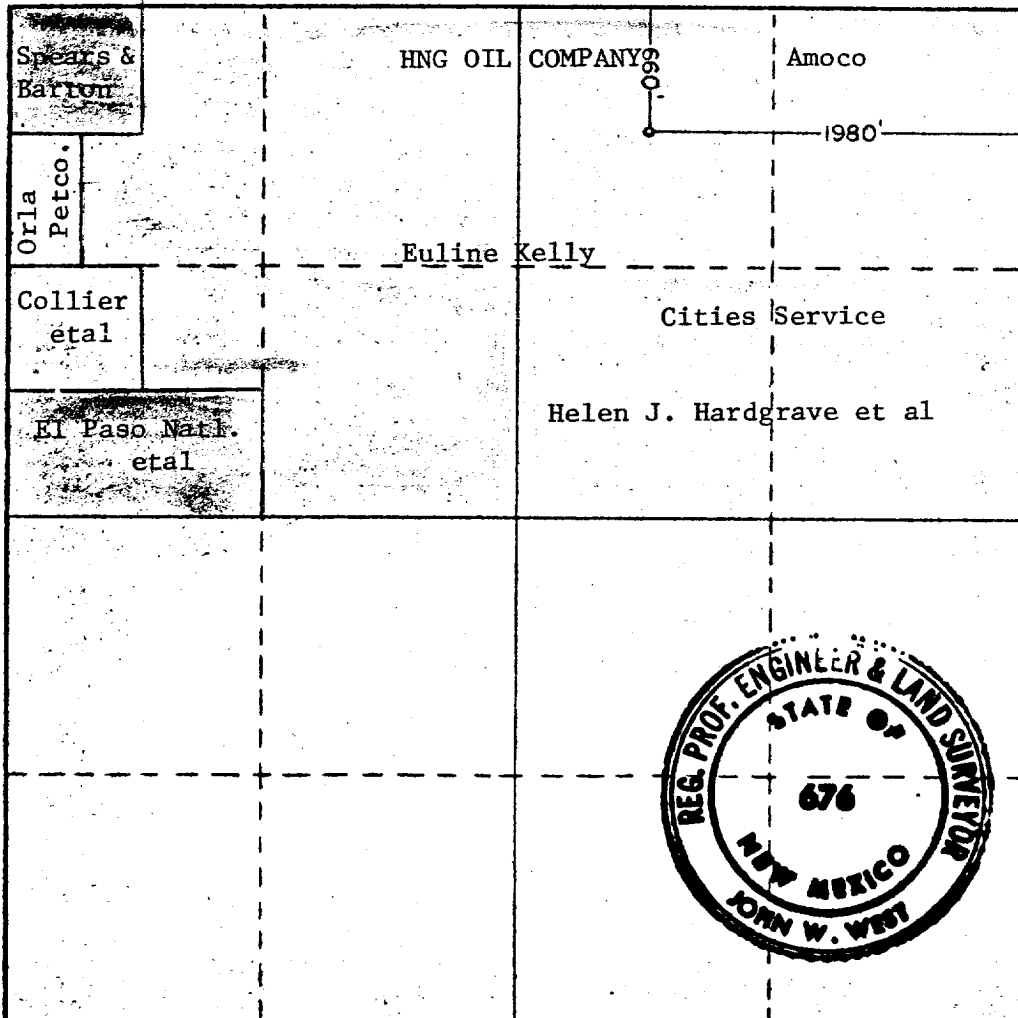 Spears &
Barton
HNG OIL COMPANY
660'
Amoco
1980'
Orla
Petco.
Euline Kelly
Collier
etal
Cities Service
El Paso Natl.
etal
Helen J. Hardgrave et al
REG. PROF. ENGINEER & LAND SURVEYOR
STATE OF
676
NEW MEXICO
JOHN W. WEST